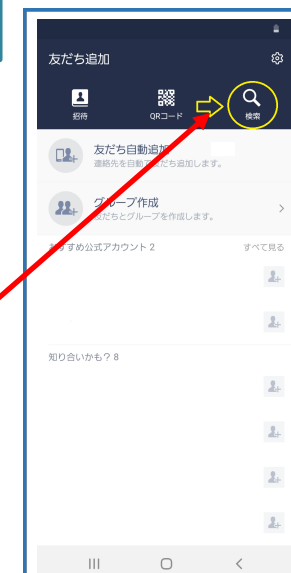 友だち追加
招待
QRコード
検索
友だち自動追加
連絡先を自動で友だち追加します。
グループ作成
友だちとグループを作成します。
おすすめ公式アカウント 2
すべて見る
知り合いかも? 8